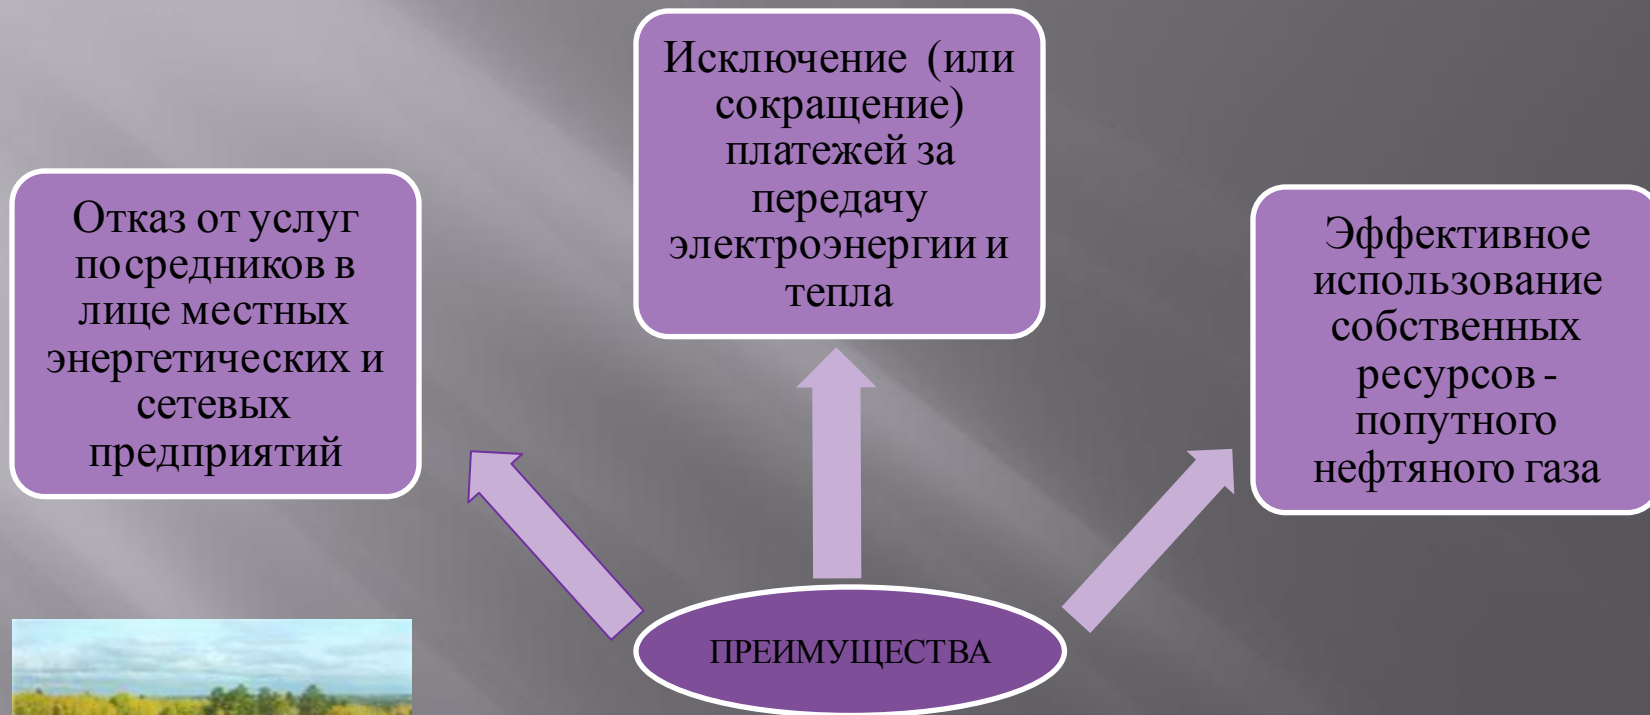 Отказ от услуг
посредников в
лице местных
энергетических и
сетевых
предприятий
Исключение (или
сокращение)
платежей за
передачу
электроэнергии и
тепла
Эффективное
использование
собственных
ресурсов -
попутного
нефтяного газа
ПРЕИМУЩЕСТВА